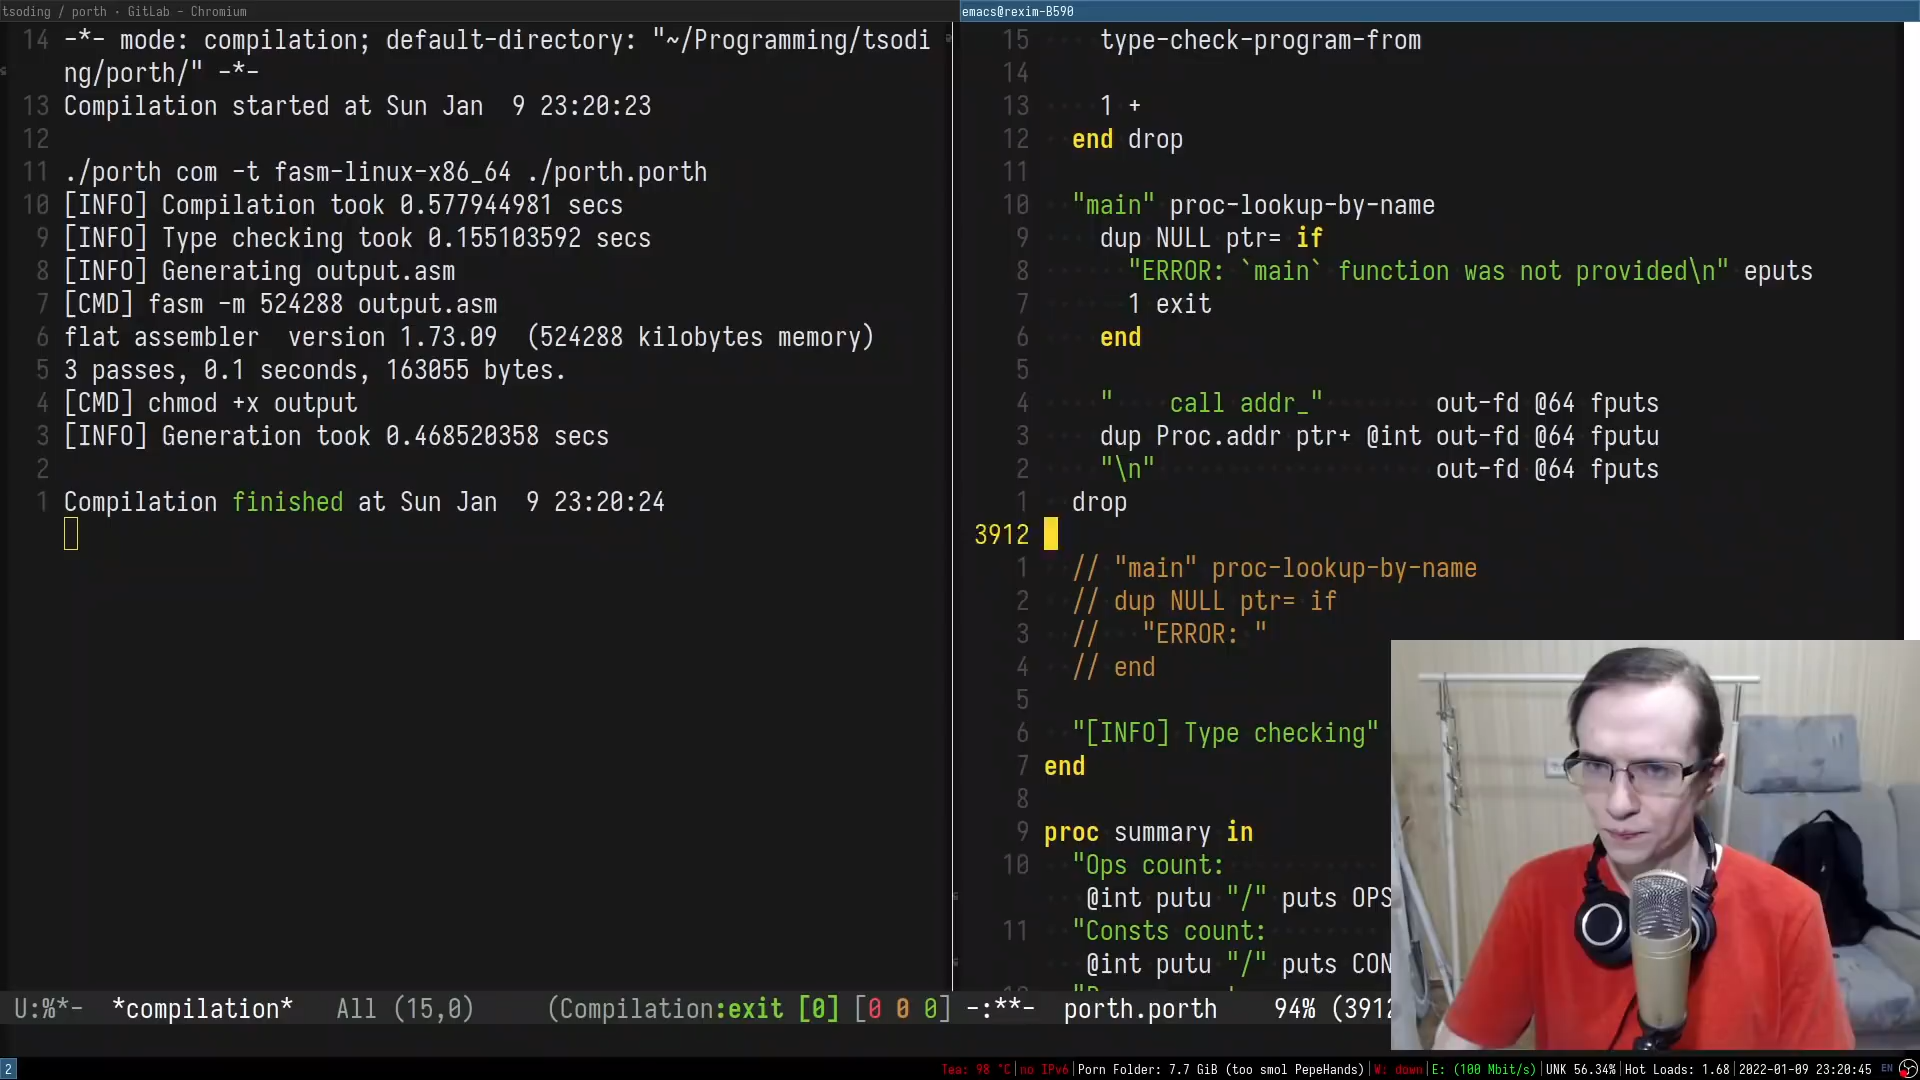 tsoding / porth · GitLab - Chromium
14 -*- mode: compilation; default-directory: "~/Programming/tsodi
ng/porth/" -*-
13 Compilation started at Sun Jan  9 23:20:23
12
11 ./porth com -t fasm-linux-x86_64 ./porth.porth
10 [INFO] Compilation took 0.577944981 secs
9 [INFO] Type checking took 0.155103592 secs
8 [INFO] Generating output.asm
7 [CMD] fasm -m 524288 output.asm
6 flat assembler  version 1.73.09  (524288 kilobytes memory)
5 3 passes, 0.1 seconds, 163055 bytes.
4 [CMD] chmod +x output
3 [INFO] Generation took 0.468520358 secs
2
1 Compilation finished at Sun Jan  9 23:20:24
U:%*-  *compilation*   All (15,0)     (Compilation:exit [0] [0 0 0]
emacs@rexim-B590
15 type-check-program-from
14
13 1 +
12 end drop
11
10 "main" proc-lookup-by-name
9 dup NULL ptr= if
8 "ERROR: `main` function was not provided\n" eputs
7 1 exit
6 end
5
4 "    call addr_"        out-fd @64 fputs
3 dup Proc.addr ptr+ @int out-fd @64 fputu
2 "\n"                    out-fd @64 fputs
1 drop
3912
1 // "main" proc-lookup-by-name
2 // dup NULL ptr= if
3 //   "ERROR: "
4 // end
5
6 "[INFO] Type checking"
7 end
8
9 proc summary in
10 "Ops count:
@int putu "/" puts OPS
11 "Consts count:
@int putu "/" puts CON
-:**-  porth.porth    94% (3912
2
Tea: 98 °C|no IPv6|Porn Folder: 7.7 GiB (too smol PepeHands)|W: down|E: (100 Mbit/s)|UNK 56.34%|Hot Loads: 1.68|2022-01-09 23:20:45 EN